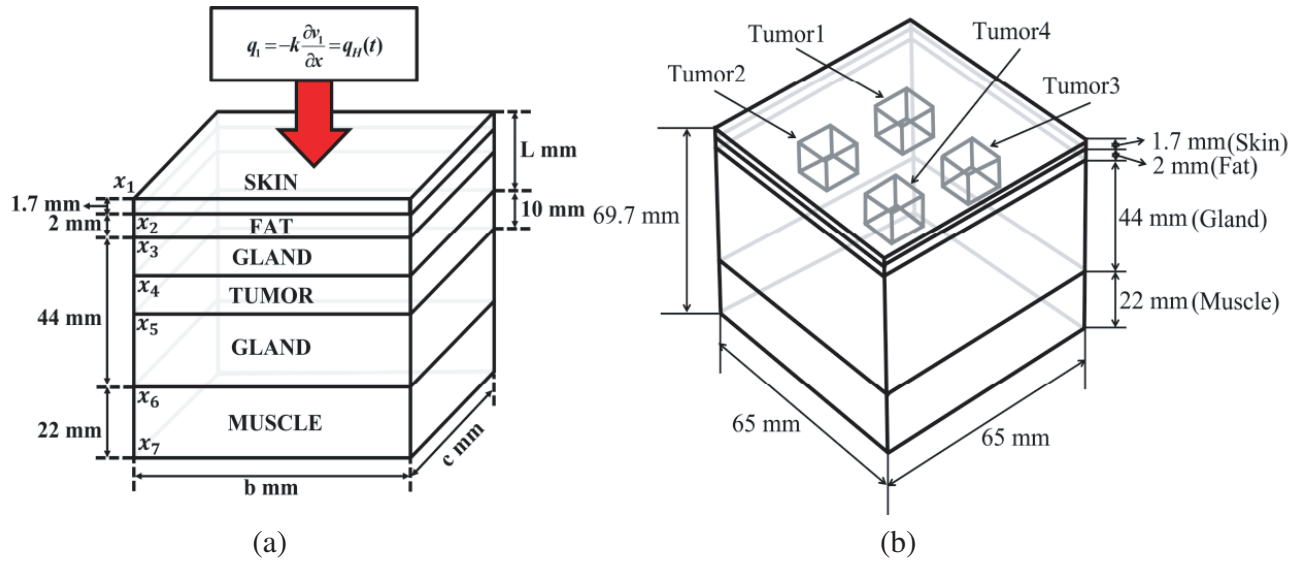 q₁ = −k ∂v₁/∂x = q_H(t)
L mm
x₁
SKIN
1.7 mm
2 mm
x₂
FAT
10 mm
x₃
GLAND
x₄
TUMOR
44 mm
x₅
GLAND
x₆
MUSCLE
22 mm
x₇
b mm
c mm
(a)
Tumor1
Tumor4
Tumor2
Tumor3
1.7 mm(Skin)
2 mm(Fat)
69.7 mm
44 mm(Gland)
22 mm(Muscle)
65 mm
65 mm
(b)